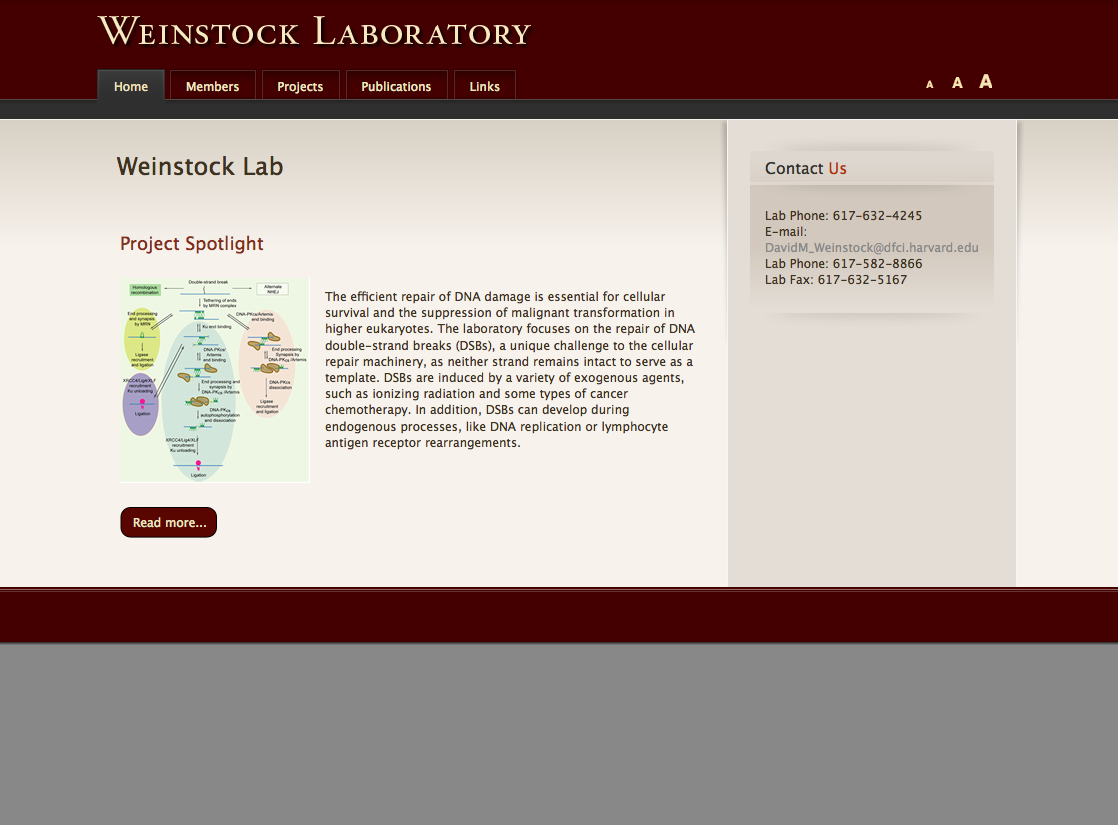 Weinstock Laboratory
Home
Members
Projects
Publications
Links
A A A
Weinstock Lab
Project Spotlight
Double-strand break
Homologous
recombination
Alternate
NHEJ
Tethering of ends
by MRN complex
End processing
and synapsis
by MRN
Ku end binding
DNA-PKcs/Artemis
end binding
Ligase
recruitment
and ligation
DNA-PKcs/
Artemis
end binding
End processing
Synapsis by
DNA-PKcs /Artemis
XRCC4/Lig4/XLF
recruitment
Ku unloading
End processing and
synapsis by
DNA-PKcs /Artemis
DNA-PKcs
dissociation
Ligation
DNA-PKcs
autophosphorylation
and dissociation
Ligase
recruitment
and ligation
XRCC4/Lig4/XLF
recruitment
Ku unloading
Ligation
The efficient repair of DNA damage is essential for cellular
survival and the suppression of malignant transformation in
higher eukaryotes. The laboratory focuses on the repair of DNA
double-strand breaks (DSBs), a unique challenge to the cellular
repair machinery, as neither strand remains intact to serve as a
template. DSBs are induced by a variety of exogenous agents,
such as ionizing radiation and some types of cancer
chemotherapy. In addition, DSBs can develop during
endogenous processes, like DNA replication or lymphocyte
antigen receptor rearrangements.
Read more...
Contact Us
Lab Phone: 617-632-4245
E-mail:
DavidM_Weinstock@dfci.harvard.edu
Lab Phone: 617-582-8866
Lab Fax: 617-632-5167